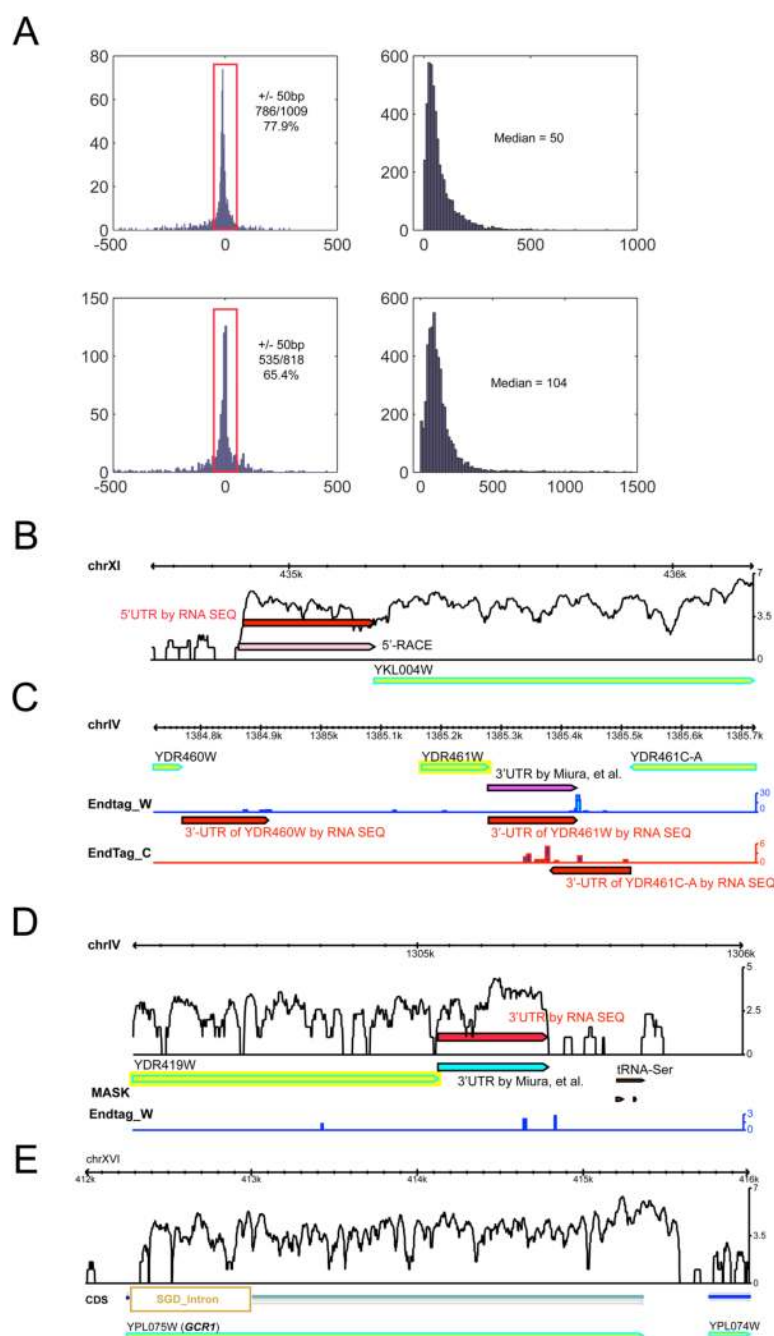 A
80
60
40
20
0
-500
0
500
+/- 50bp
786/1009
77.9%
600
400
200
0
0
500
1000
Median = 50
150
100
50
0
-500
0
500
+/- 50bp
535/818
65.4%
600
400
200
0
0
500
1000
1500
Median = 104
B
chrXI
435k
436k
7
3.5
0
5'UTR by RNA SEQ
5'-RACE
YKL004W
C
chrIV
1384.8k 1384.9k 1385k 1385.1k 1385.2k 1385.3k 1385.4k 1385.5k 1385.6k 1385.7k
YDR460W
YDR461W
YDR461C-A
3'UTR by Miura, et al.
Endtag_W
30
0
3'-UTR of YDR460W by RNA SEQ
3'-UTR of YDR461W by RNA SEQ
EndTag_C
6
0
3'-UTR of YDR461C-A by RNA SEQ
D
chrIV
1305k
1306k
5
2.5
0
3'UTR by RNA SEQ
YDR419W
3'UTR by Miura, et al.
tRNA-Ser
MASK
Endtag_W
3
0
E
chrXVI
412k
413k
414k
415k
416k
7
3.5
0
CDS
SGD_Intron
YPL075W (GCR1)
YPL074W